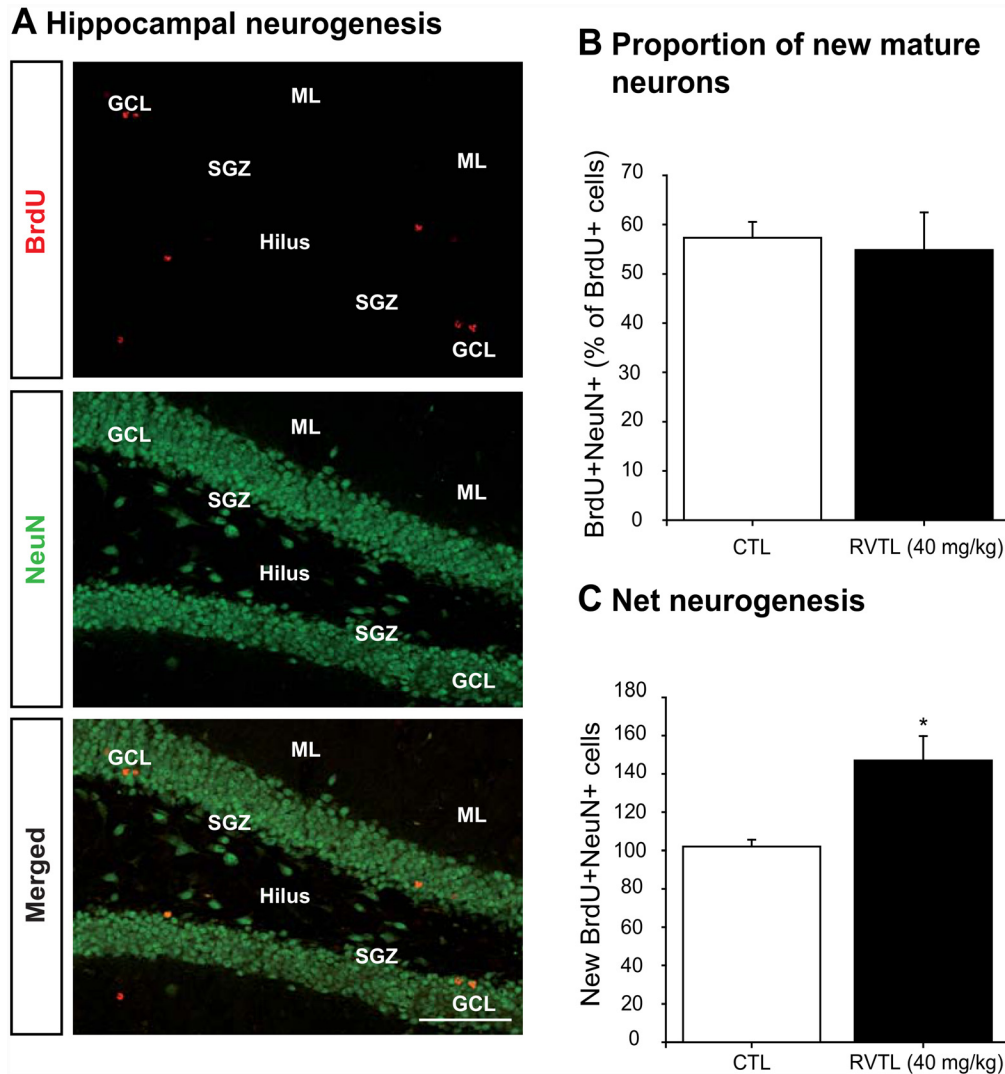 A Hippocampal neurogenesis
BrdU
GCL
ML
SGZ
ML
Hilus
SGZ
GCL
NeuN
GCL
ML
SGZ
ML
Hilus
SGZ
GCL
Merged
GCL
ML
SGZ
ML
Hilus
SGZ
GCL
B Proportion of new mature
neurons
BrdU+NeuN+ (% of BrdU+ cells)
70
60
50
40
30
20
10
0
CTL
RVTL (40 mg/kg)
C Net neurogenesis
New BrdU+NeuN+ cells
180
160
140
120
100
80
60
40
20
0
*
CTL
RVTL (40 mg/kg)